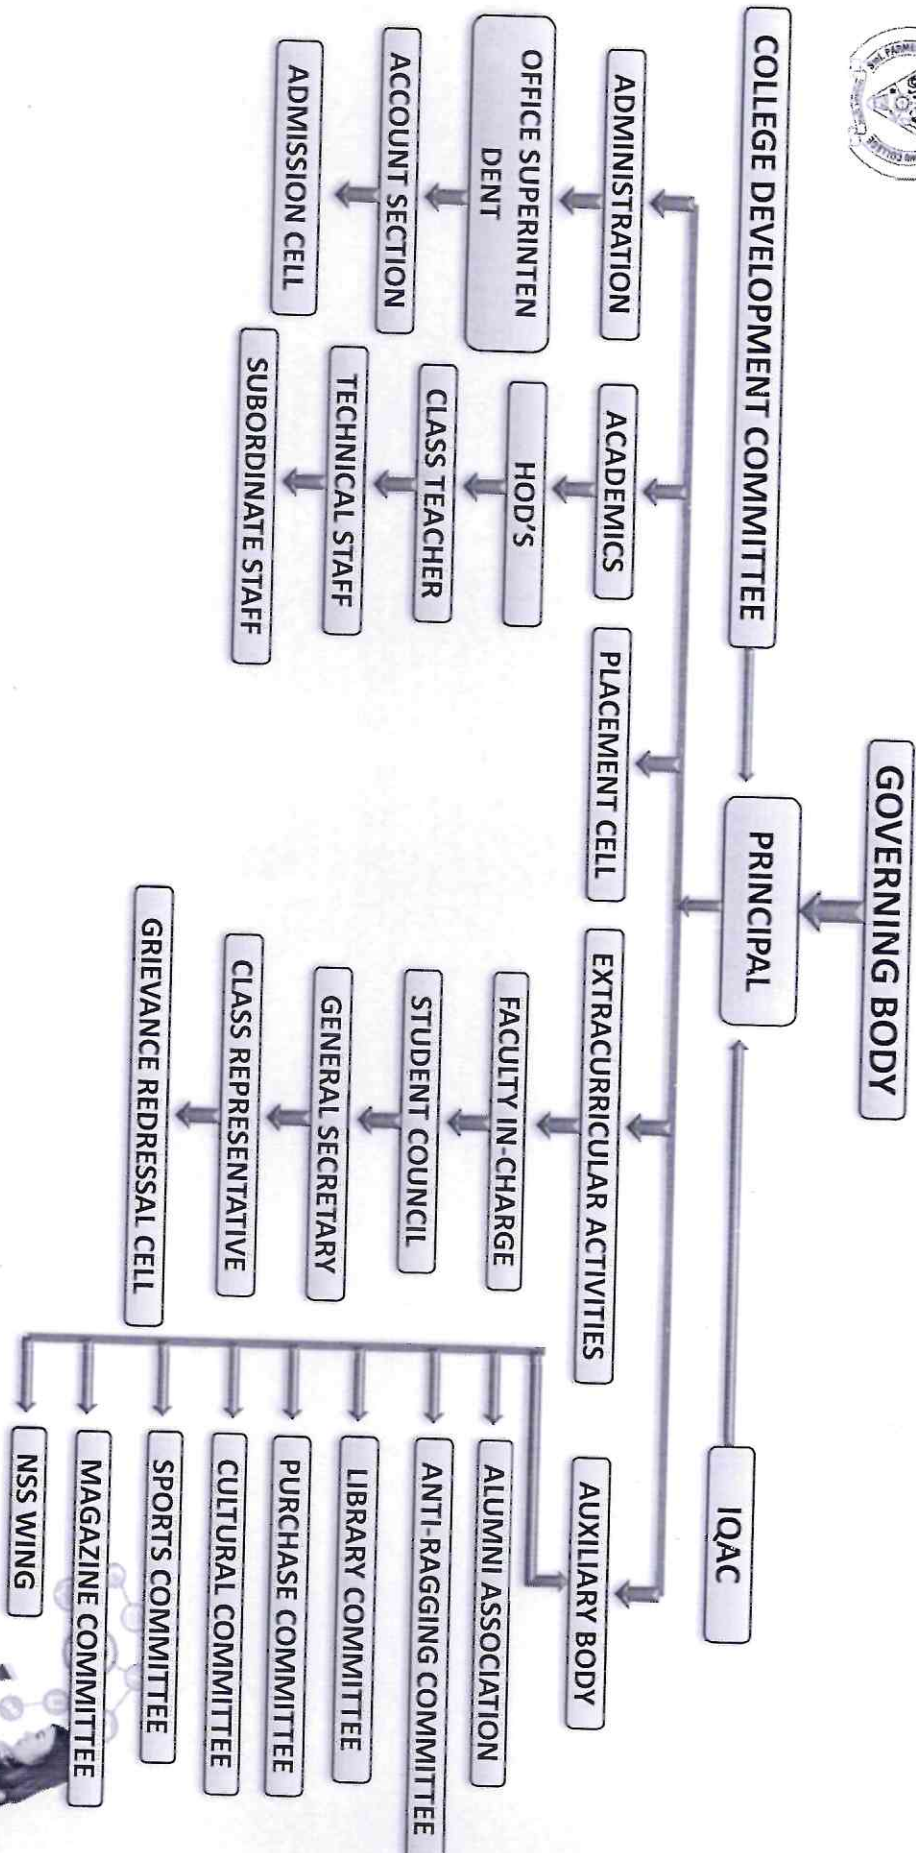 GOVERNING BODY
COLLEGE DEVELOPMENT COMMITTEE
PRINCIPAL
IQAC
ADMINISTRATION
ACADEMICS
PLACEMENT CELL
EXTRACURRICULAR ACTIVITIES
AUXILIARY BODY
OFFICE SUPERINTEN
DENT
ACCOUNT SECTION
ADMISSION CELL
HOD'S
CLASS TEACHER
TECHNICAL STAFF
SUBORDINATE STAFF
FACULTY IN-CHARGE
STUDENT COUNCIL
GENERAL SECRETARY
CLASS REPRESENTATIVE
GRIEVANCE REDRESSAL CELL
ALUMNI ASSOCIATION
ANTI-RAGGING COMMITTEE
LIBRARY COMMITTEE
PURCHASE COMMITTEE
CULTURAL COMMITTEE
SPORTS COMMITTEE
MAGAZINE COMMITTEE
NSS WING